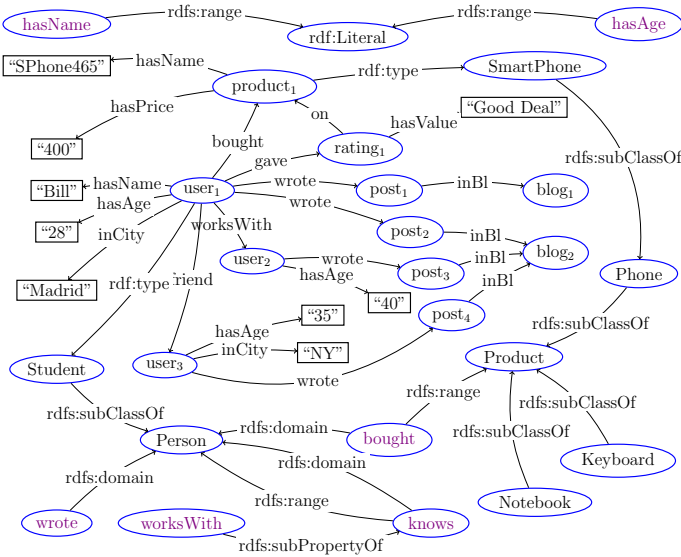 rdfs:range
rdfs:range
hasName
rdf:Literal
hasAge
"SPhone465"
hasName
rdf:type
SmartPhone
product₁
hasPrice
on
"Good Deal"
hasValue
"400"
bought
rating₁
gave
rdfs:subClassOf
"Bill"
hasName
user₁
wrote
post₁
inBl
blog₁
hasAge
wrote
"28"
inCity
worksWith
post₂
inBl
blog₂
user₂
wrote
inBl
post₃
Phone
rdf:type
friend
hasAge
inBl
"Madrid"
"40"
"35"
post₄
hasAge
rdfs:subClassOf
inCity
"NY"
Product
user₃
Student
wrote
rdfs:range
rdfs:subClassOf
rdfs:subClassOf
rdfs:subClassOf
rdfs:domain
Person
bought
rdfs:domain
Keyboard
rdfs:domain
rdfs:range
Notebook
wrote
worksWith
knows
rdfs:subPropertyOf